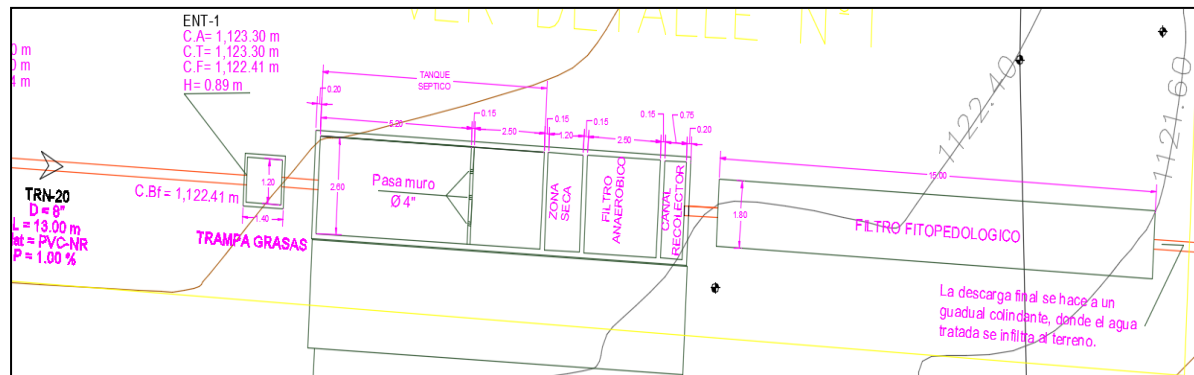 VER DETALLE Nº1
ENT-1
C.A= 1,123.30 m
C.T= 1,123.30 m
C.F= 1,122.41 m
H= 0.89 m
0 m
0 m
4 m
TANQUE
SEPTICO
0.20
5.20
0.15
2.50
0.15
1.20
0.15
2.50
0.15
0.75
0.20
1122.40
1121.60
TRN-20
D = 8"
L = 13.00 m
at = PVC-NR
P = 1.00 %
C.Bf = 1,122.41 m
1.20
1.40
TRAMPA GRASAS
2.60
Pasa muro
Ø 4"
ZONA
SECA
FILTRO
ANAEROBICO
CANAL
RECOLECTOR
15.00
1.80
FILTRO FITOPEDOLOGICO
La descarga final se hace a un
guadual colindante, donde el agua
tratada se infiltra al terreno.